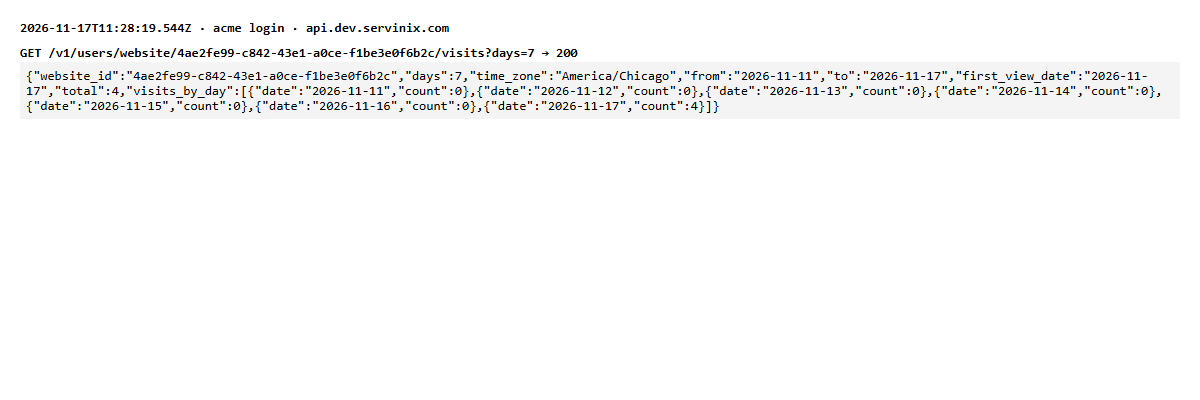 2026-11-17T11:28:19.544Z · acme login · api.dev.servinix.com
GET /v1/users/website/4ae2fe99-c842-43e1-a0ce-f1be3e0f6b2c/visits?days=7 → 200
{"website_id":"4ae2fe99-c842-43e1-a0ce-f1be3e0f6b2c","days":7,"time_zone":"America/Chicago","from":"2026-11-11","to":"2026-11-17","first_view_date":"2026-11-
17","total":4,"visits_by_day":[{"date":"2026-11-11","count":0},{"date":"2026-11-12","count":0},{"date":"2026-11-13","count":0},{"date":"2026-11-14","count":0},
{"date":"2026-11-15","count":0},{"date":"2026-11-16","count":0},{"date":"2026-11-17","count":4}]}